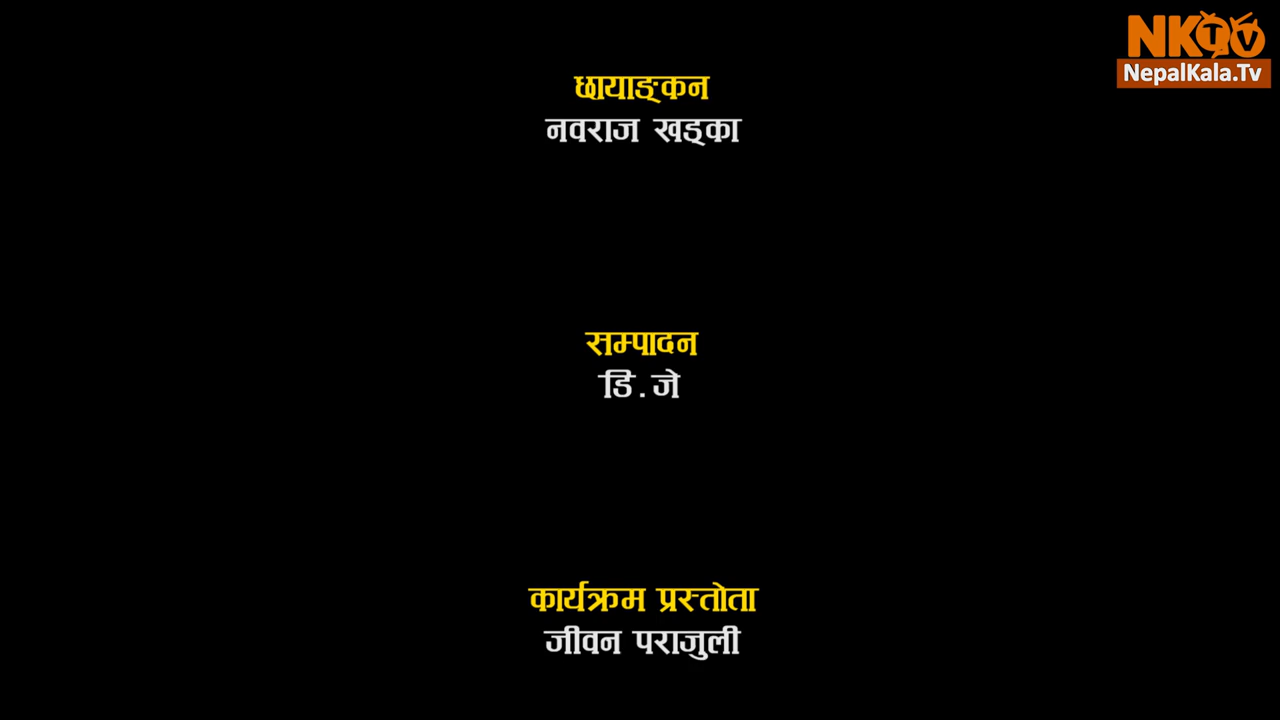 NKTV
NepalKala.Tv
छायाङ्कन
नवराज खड्का
सम्पादन
डि.जे
कार्यक्रम प्रस्तोता
जीवन पराजुली